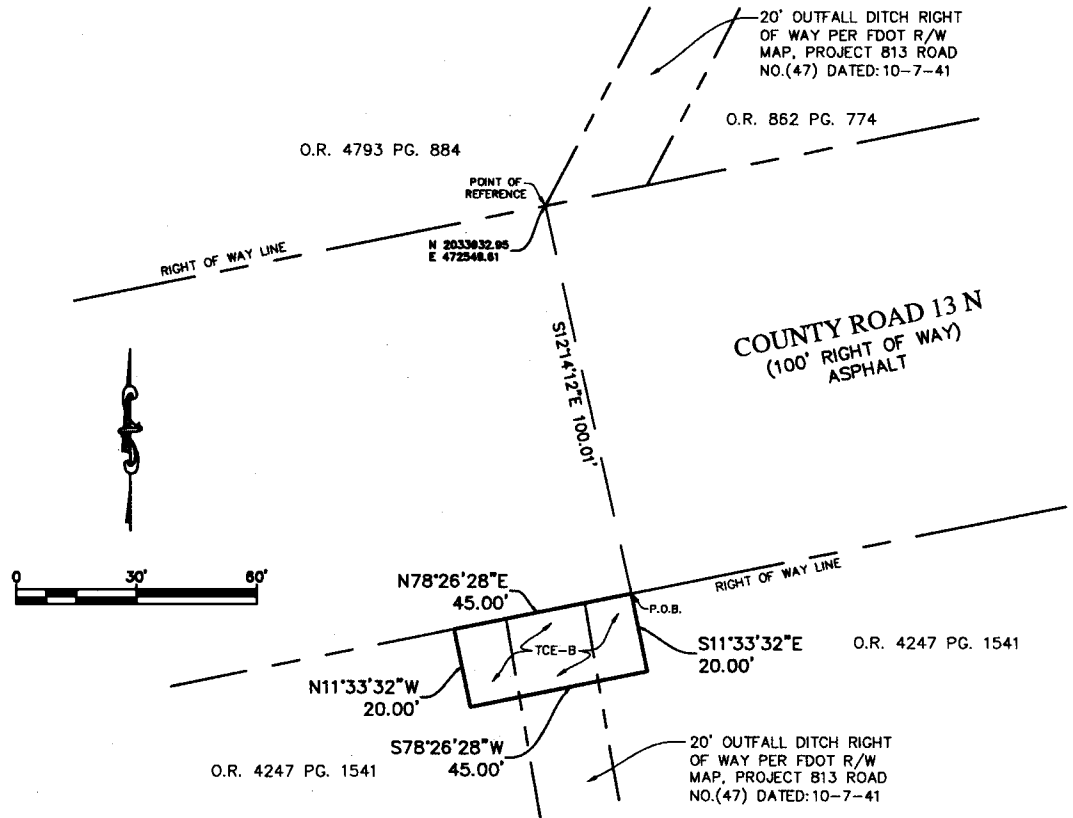 20' OUTFALL DITCH RIGHT
OF WAY PER FDOT R/W
MAP, PROJECT 813 ROAD
NO.(47) DATED: 10-7-41
O.R. 862 PG. 774
O.R. 4793 PG. 884
POINT OF
REFERENCE
N 2033932.95
E 472548.61
RIGHT OF WAY LINE
COUNTY ROAD 13 N
(100' RIGHT OF WAY)
ASPHALT
S12°14'12"E 100.01'
0 30' 60'
N78°26'28"E
45.00'
RIGHT OF WAY LINE
P.O.B.
TCE-B
S11°33'32"E
20.00'
O.R. 4247 PG. 1541
N11°33'32"W
20.00'
S78°26'28"W
45.00'
O.R. 4247 PG. 1541
20' OUTFALL DITCH RIGHT
OF WAY PER FDOT R/W
MAP, PROJECT 813 ROAD
NO.(47) DATED: 10-7-41